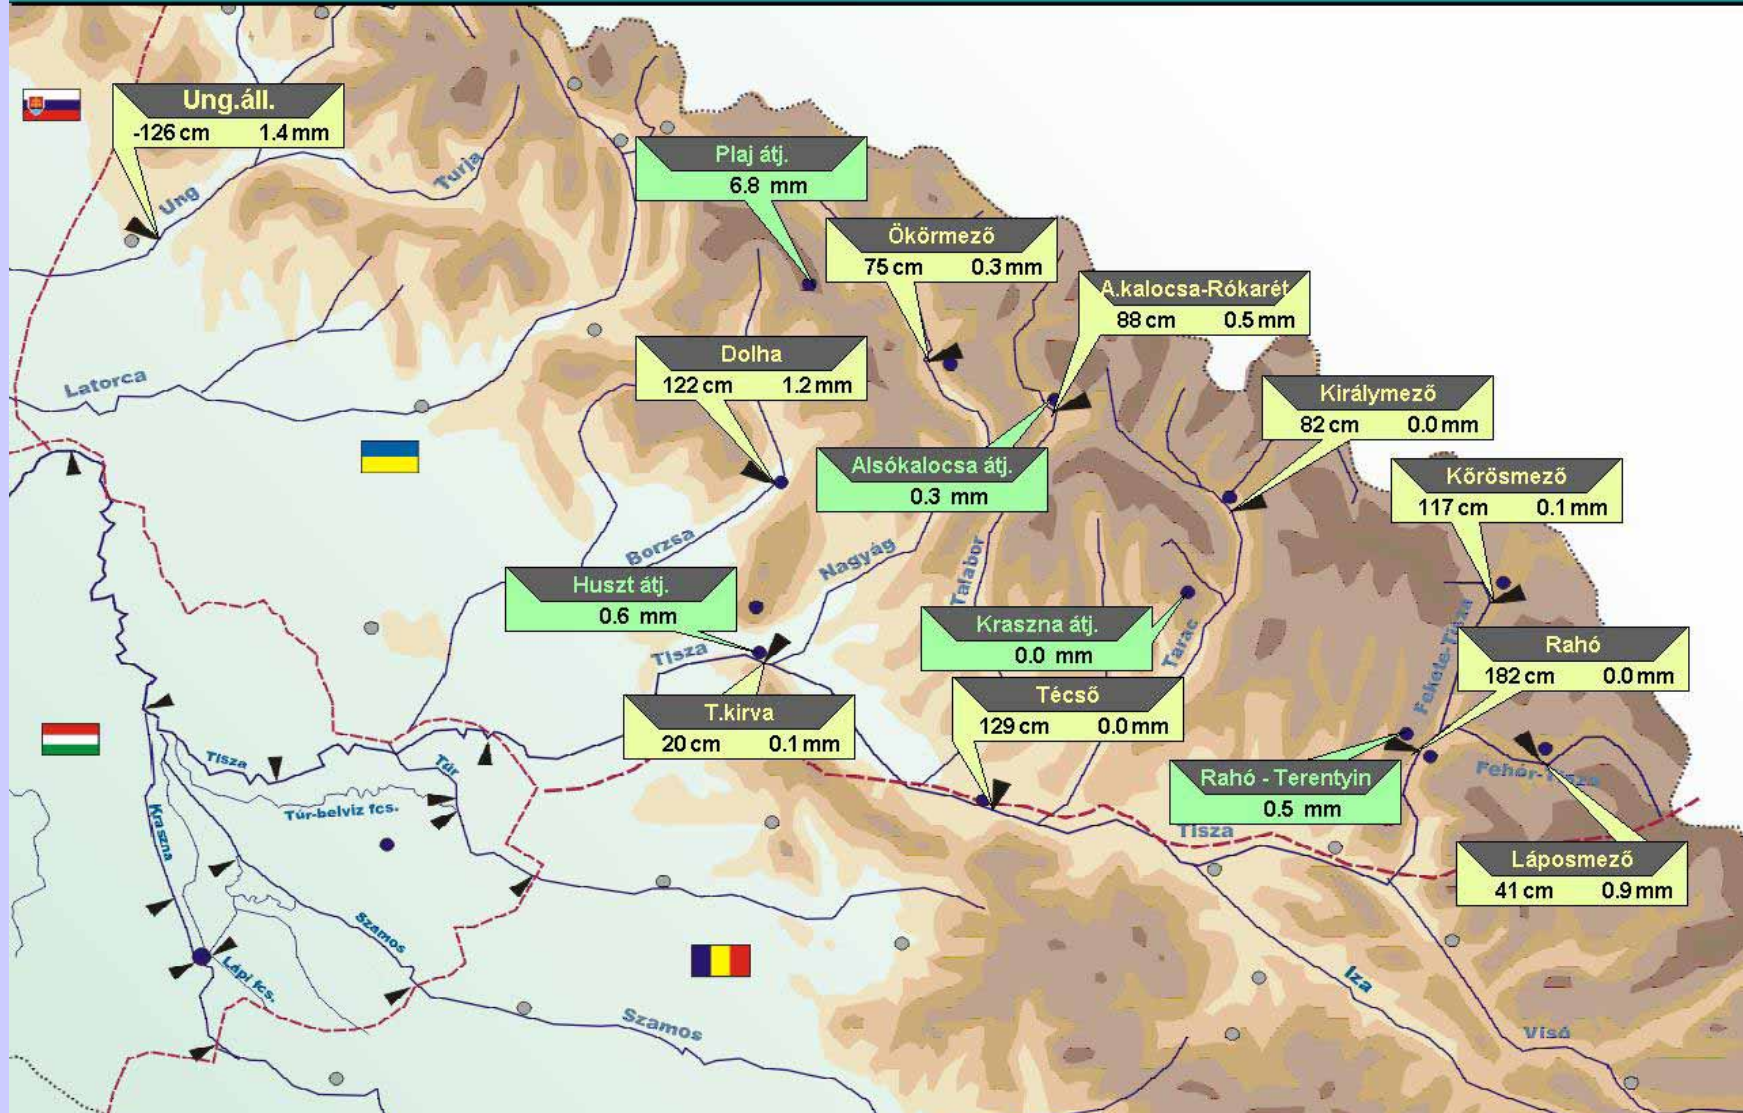 Ung.áll.
-126 cm 1.4 mm
Ung
Turja
Plaj átj.
6.8 mm
Ökörmező
75 cm 0.3 mm
A.kalocsa-Rókarét
88 cm 0.5 mm
Latorca
Dolha
122 cm 1.2 mm
Királymező
82 cm 0.0 mm
Alsókalocsa átj.
0.3 mm
Kőrösmező
117 cm 0.1 mm
Borzsa
Nagyág
Talabor
Huszt átj.
0.6 mm
Kraszna átj.
0.0 mm
Tarac
Fekete-Tisza
Rahó
182 cm 0.0 mm
Tisza
T.kirva
20 cm 0.1 mm
Técső
129 cm 0.0 mm
Rahó - Terentyin
0.5 mm
Fehér-Tisza
Tisza
Túr
Túr-belvíz fcs.
Kraszna
Tisza
Láposmező
41 cm 0.9 mm
Szamos
Lápi fcs.
Iza
Szamos
Visó